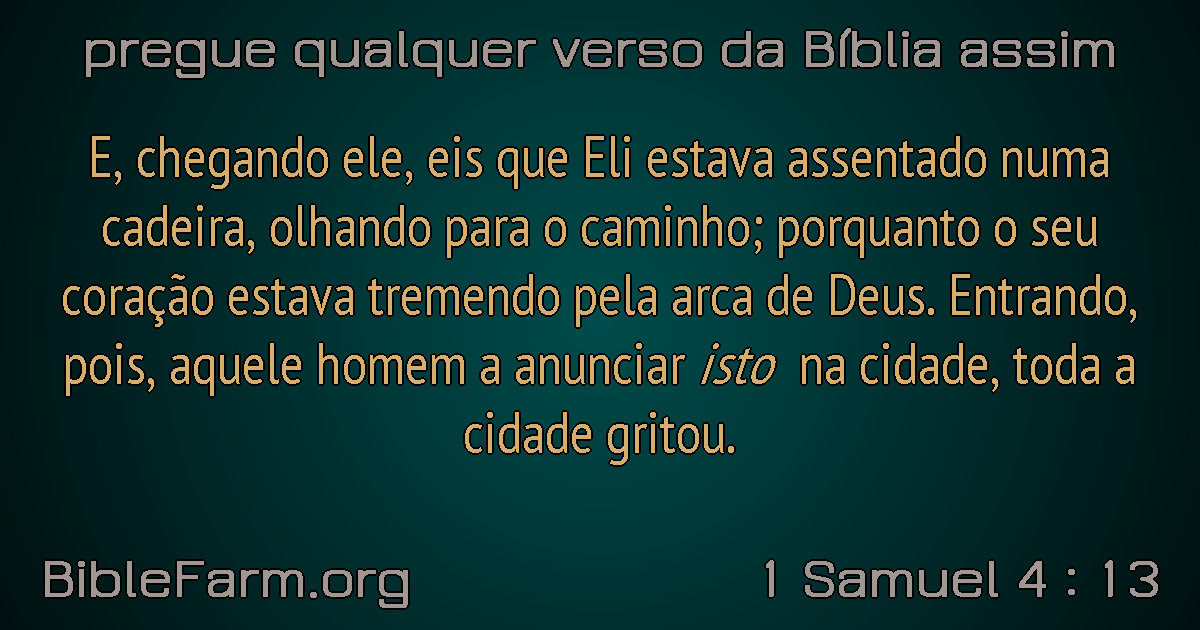 pregue qualquer verso da Bíblia assim
E, chegando ele, eis que Eli estava assentado numa
cadeira, olhando para o caminho; porquanto o seu
coração estava tremendo pela arca de Deus. Entrando,
pois, aquele homem a anunciar isto na cidade, toda a
cidade gritou.
BibleFarm.org
1 Samuel 4 : 13